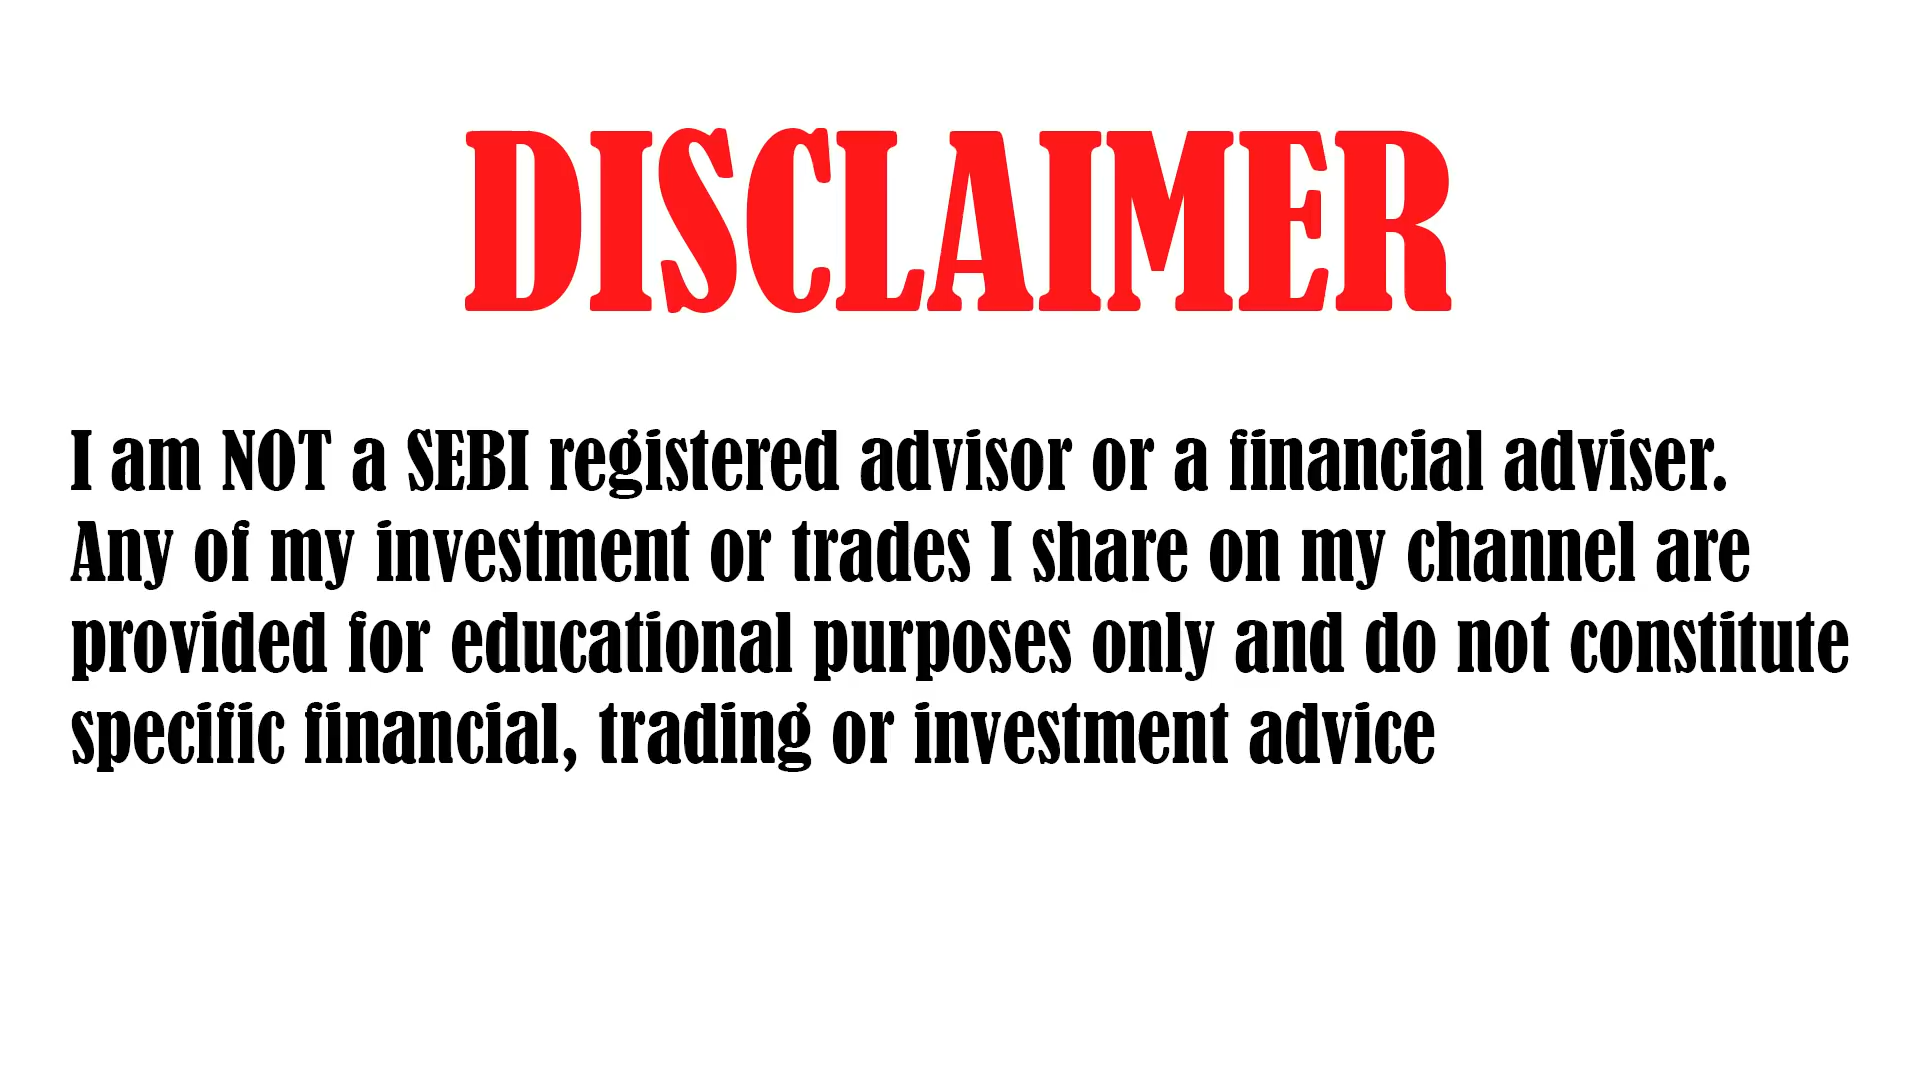 DISCLAIMER
I am NOT a SEBI registered advisor or a financial adviser.
Any of my investment or trades I share on my channel are
provided for educational purposes only and do not constitute
specific financial, trading or investment advice